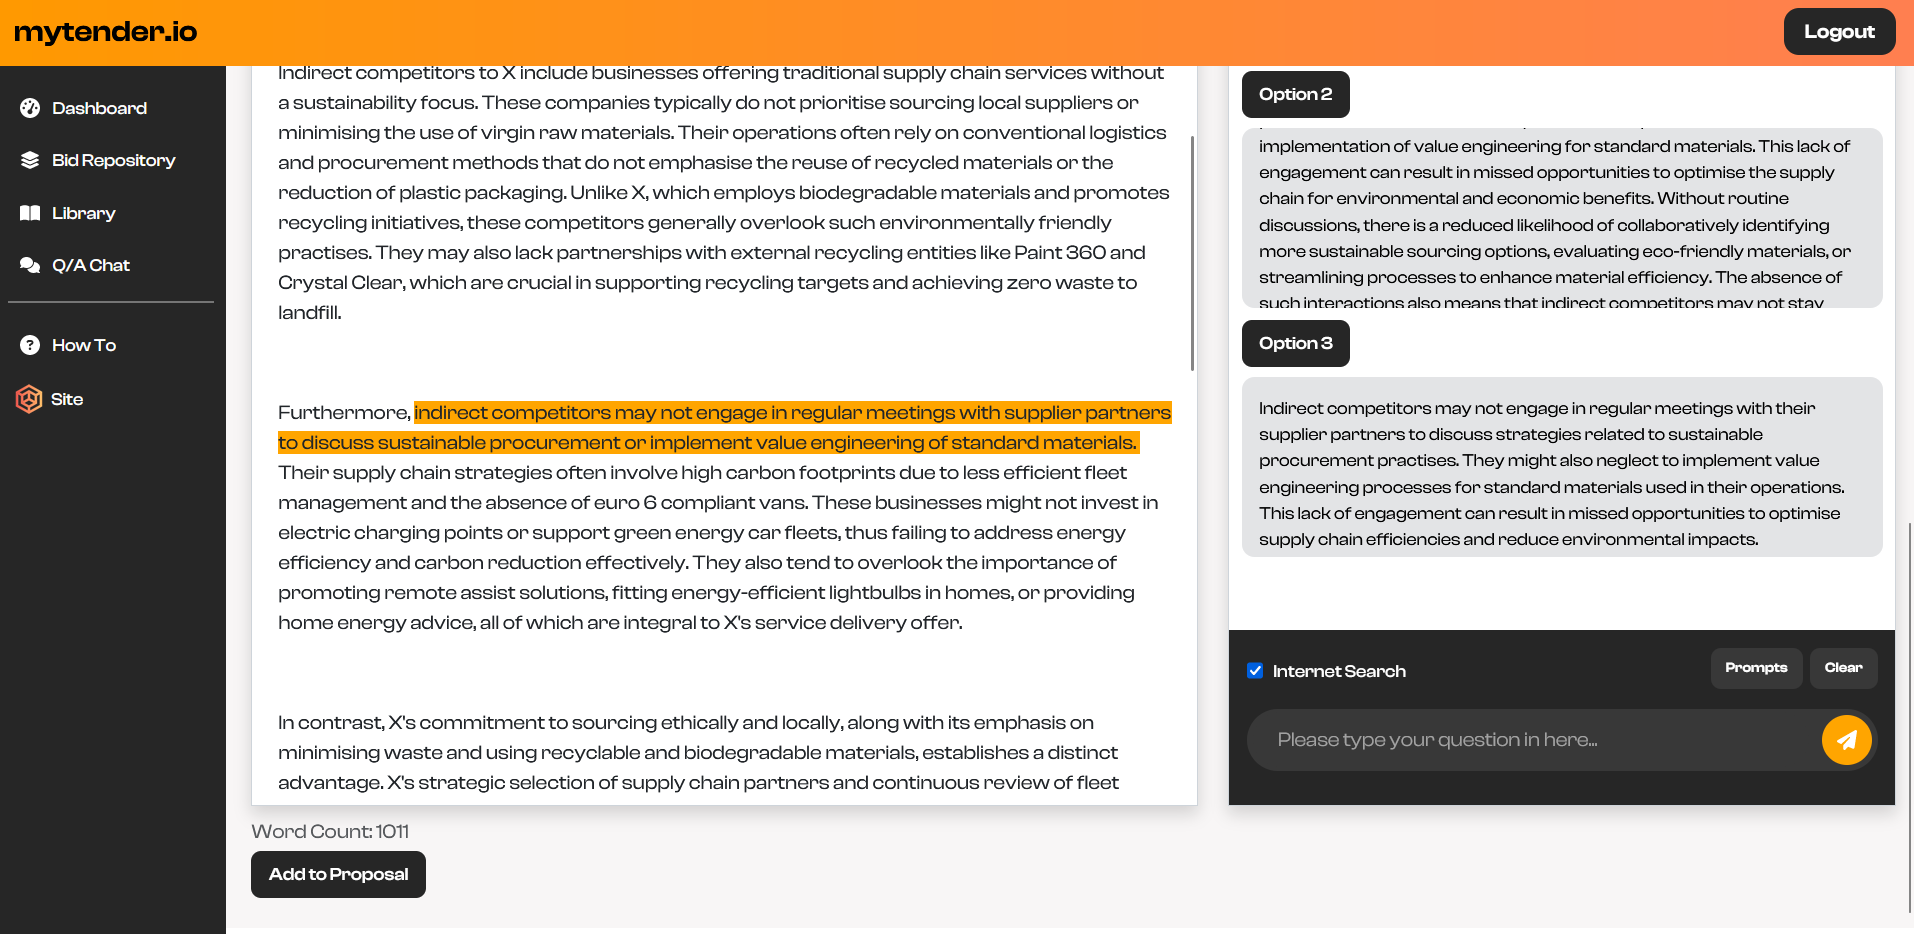 mytender.io
Logout
Dashboard
Bid Repository
Library
Q/A Chat
How To
Site
Indirect competitors to X include businesses offering traditional supply chain services without
a sustainability focus. These companies typically do not prioritise sourcing local suppliers or
minimising the use of virgin raw materials. Their operations often rely on conventional logistics
and procurement methods that do not emphasise the reuse of recycled materials or the
reduction of plastic packaging. Unlike X, which employs biodegradable materials and promotes
recycling initiatives, these competitors generally overlook such environmentally friendly
practises. They may also lack partnerships with external recycling entities like Paint 360 and
Crystal Clear, which are crucial in supporting recycling targets and achieving zero waste to
landfill.
Furthermore, indirect competitors may not engage in regular meetings with supplier partners
to discuss sustainable procurement or implement value engineering of standard materials.
Their supply chain strategies often involve high carbon footprints due to less efficient fleet
management and the absence of euro 6 compliant vans. These businesses might not invest in
electric charging points or support green energy car fleets, thus failing to address energy
efficiency and carbon reduction effectively. They also tend to overlook the importance of
promoting remote assist solutions, fitting energy-efficient lightbulbs in homes, or providing
home energy advice, all of which are integral to X's service delivery offer.
In contrast, X's commitment to sourcing ethically and locally, along with its emphasis on
minimising waste and using recyclable and biodegradable materials, establishes a distinct
advantage. X's strategic selection of supply chain partners and continuous review of fleet
Word Count: 1011
Add to Proposal
Option 2
implementation of value engineering for standard materials. This lack of
engagement can result in missed opportunities to optimise the supply
chain for environmental and economic benefits. Without routine
discussions, there is a reduced likelihood of collaboratively identifying
more sustainable sourcing options, evaluating eco-friendly materials, or
streamlining processes to enhance material efficiency. The absence of
such interactions also means that indirect competitors may not stay
Option 3
Indirect competitors may not engage in regular meetings with their
supplier partners to discuss strategies related to sustainable
procurement practises. They might also neglect to implement value
engineering processes for standard materials used in their operations.
This lack of engagement can result in missed opportunities to optimise
supply chain efficiencies and reduce environmental impacts.
Internet Search
Prompts
Clear
Please type your question in here...